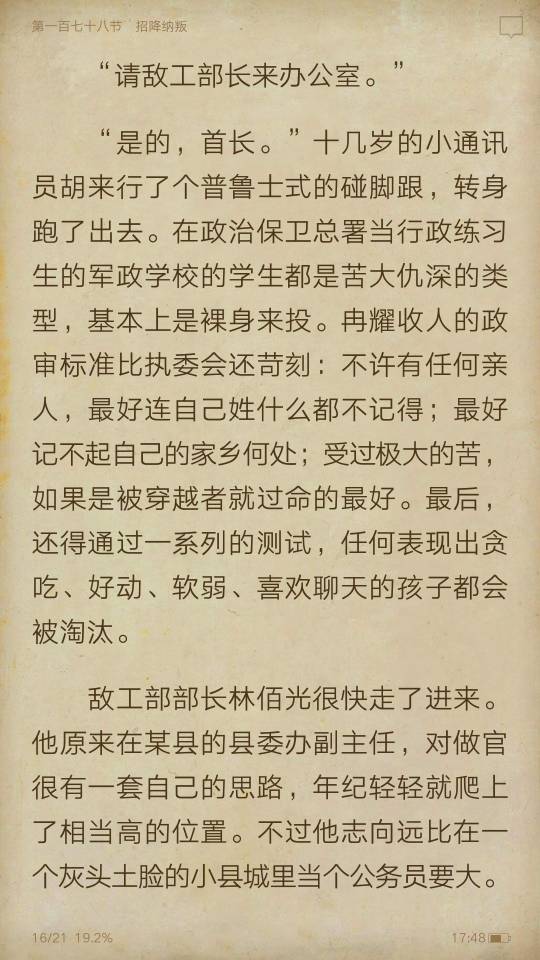 第一百七十八节 招降纳叛
“请敌工部长来办公室。”
“是的，首长。”十几岁的小通讯
员胡来行了个普鲁士式的碰脚跟，转身
跑了出去。在政治保卫总署当行政练习
生的军政学校的学生都是苦大仇深的类
型，基本上是裸身来投。冉耀收人的政
审标准比执委会还苛刻：不许有任何亲
人，最好连自己姓什么都不记得；最好
记不起自己的家乡何处；受过极大的苦，
如果是被穿越者就过命的最好。最后，
还得通过一系列的测试，任何表现出贪
吃、好动、软弱、喜欢聊天的孩子都会
被淘汰。
敌工部部长林佰光很快走了进来。
他原来在某县的县委办副主任，对做官
很有一套自己的思路，年纪轻轻就爬上
了相当高的位置。不过他志向远比在一
个灰头土脸的小县城里当个公务员要大。
16/21 19.2%
17:48